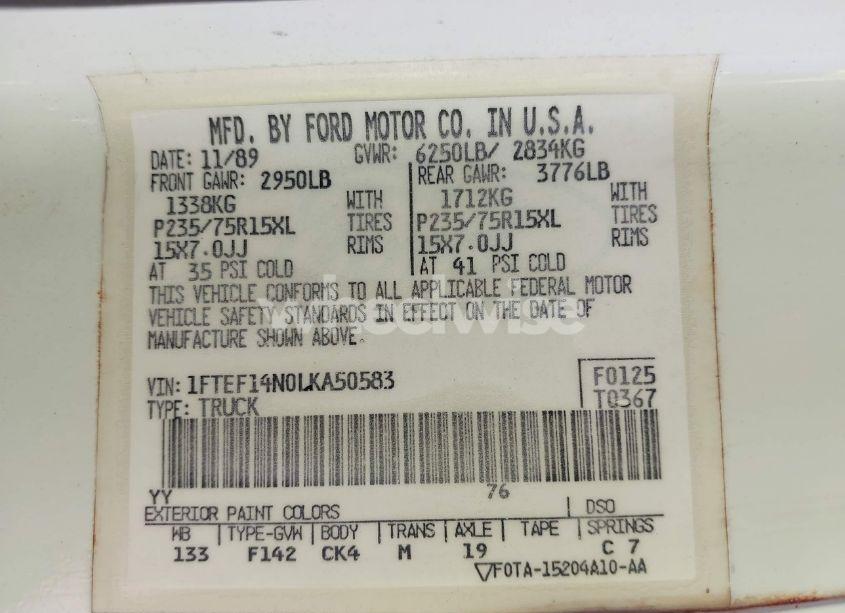 MFD. BY FORD MOTOR CO. IN U.S.A.
DATE: 11/89 GVWR: 6250LB/ 2834KG
FRONT GAWR: 2950LB REAR GAWR: 3776LB
1338KG WITH 1712KG WITH
P235/75R15XL TIRES P235/75R15XL TIRES
15X7.0JJ RIMS 15X7.0JJ RIMS
AT 35 PSI COLD AT 41 PSI COLD
THIS VEHICLE CONFORMS TO ALL APPLICABLE FEDERAL MOTOR
VEHICLE SAFETY STANDARDS IN EFFECT ON THE DATE OF
MANUFACTURE SHOWN ABOVE.
wheelwise
VIN: 1FTEF14N0LKA50583 F0125
TYPE: TRUCK T0367
YY 76
EXTERIOR PAINT COLORS DSO
WB TYPE-GVW BODY TRANS AXLE TAPE SPRINGS
133 F142 CK4 M 19 C 7
▽F0TA-15204A10-AA